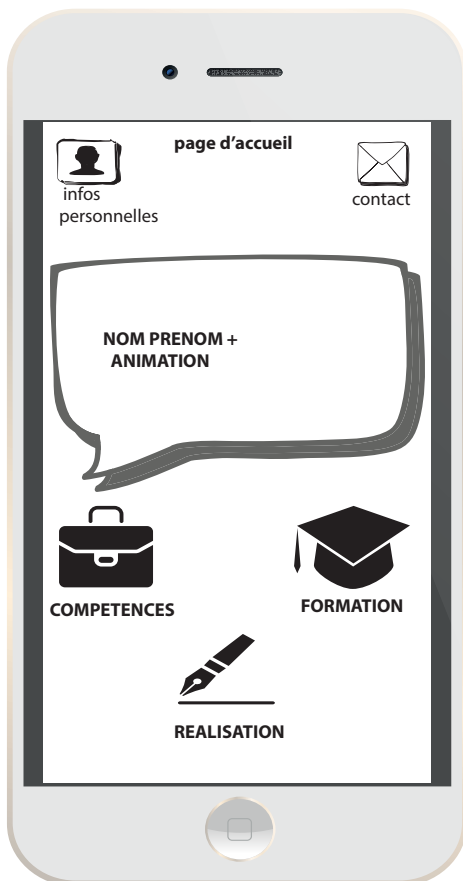 page d'accueil
infos
personnelles
contact
NOM PRENOM +
ANIMATION
COMPETENCES
FORMATION
REALISATION